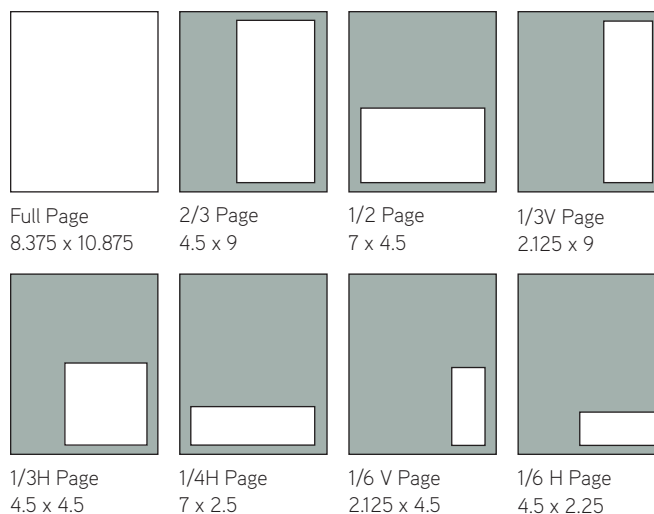 Full Page
8.375 x 10.875
2/3 Page
4.5 x 9
1/2 Page
7 x 4.5
1/3V Page
2.125 x 9
1/3H Page
4.5 x 4.5
1/4H Page
7 x 2.5
1/6 V Page
2.125 x 4.5
1/6 H Page
4.5 x 2.25